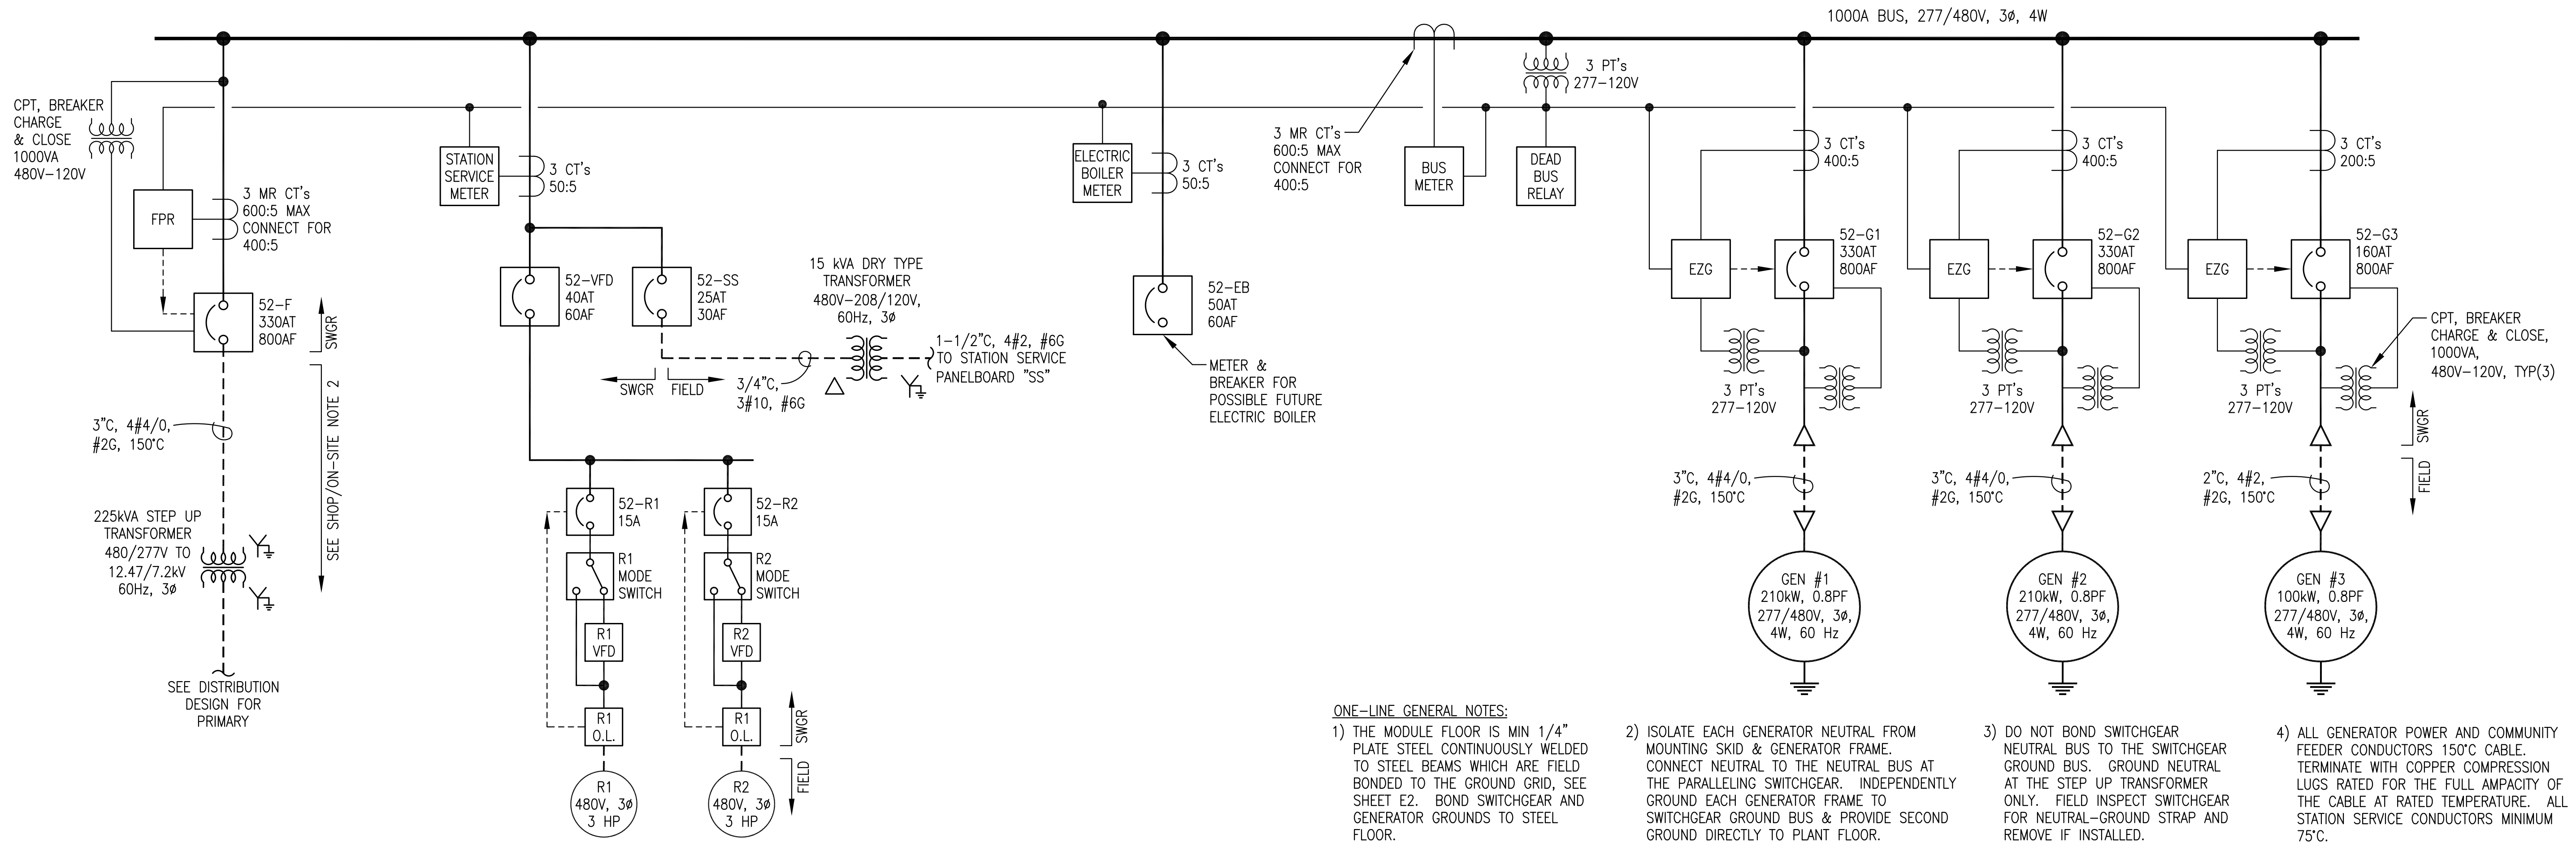 1000A BUS, 277/480V, 3ø, 4W
CPT, BREAKER
CHARGE
& CLOSE
1000VA
480V-120V
FPR
3 MR CT's
600:5 MAX
CONNECT FOR
400:5
52-F
330AT
800AF
SWGR
SEE SHOP/ON-SITE NOTE 2
3"C, 4#4/0,
#2G, 150°C
225kVA STEP UP
TRANSFORMER
480/277V TO
12.47/7.2kV
60Hz, 3ø
SEE DISTRIBUTION
DESIGN FOR
PRIMARY
STATION
SERVICE
METER
3 CT's
50:5
52-VFD
40AT
60AF
52-SS
25AT
30AF
15 kVA DRY TYPE
TRANSFORMER
480V-208/120V,
60Hz, 3ø
1-1/2"C, 4#2, #6G
TO STATION SERVICE
PANELBOARD "SS"
SWGR
FIELD
3/4"C,
3#10, #6G
52-R1
15A
R1
MODE
SWITCH
R1
VFD
R1
O.L.
R1
480V, 3ø
3 HP
52-R2
15A
R2
MODE
SWITCH
R2
VFD
R1
O.L.
R2
480V, 3ø
3 HP
SWGR
FIELD
ELECTRIC
BOILER
METER
3 CT's
50:5
52-EB
50AT
60AF
METER &
BREAKER FOR
POSSIBLE FUTURE
ELECTRIC BOILER
3 MR CT's
600:5 MAX
CONNECT FOR
400:5
BUS
METER
3 PT's
277-120V
DEAD
BUS
RELAY
3 CT's
400:5
EZG
52-G1
330AT
800AF
3 PT's
277-120V
3"C, 4#4/0,
#2G, 150°C
GEN #1
210kW, 0.8PF
277/480V, 3ø,
4W, 60 Hz
3 CT's
400:5
EZG
52-G2
330AT
800AF
3 PT's
277-120V
3"C, 4#4/0,
#2G, 150°C
GEN #2
210kW, 0.8PF
277/480V, 3ø,
4W, 60 Hz
3 CT's
200:5
EZG
52-G3
160AT
800AF
3 PT's
277-120V
CPT, BREAKER
CHARGE & CLOSE,
1000VA,
480V-120V, TYP(3)
SWGR
FIELD
2"C, 4#2,
#2G, 150°C
GEN #3
100kW, 0.8PF
277/480V, 3ø,
4W, 60 Hz
ONE-LINE GENERAL NOTES:
1) THE MODULE FLOOR IS MIN 1/4"
PLATE STEEL CONTINUOUSLY WELDED
TO STEEL BEAMS WHICH ARE FIELD
BONDED TO THE GROUND GRID, SEE
SHEET E2. BOND SWITCHGEAR AND
GENERATOR GROUNDS TO STEEL
FLOOR.
2) ISOLATE EACH GENERATOR NEUTRAL FROM
MOUNTING SKID & GENERATOR FRAME.
CONNECT NEUTRAL TO THE NEUTRAL BUS AT
THE PARALLELING SWITCHGEAR. INDEPENDENTLY
GROUND EACH GENERATOR FRAME TO
SWITCHGEAR GROUND BUS & PROVIDE SECOND
GROUND DIRECTLY TO PLANT FLOOR.
3) DO NOT BOND SWITCHGEAR
NEUTRAL BUS TO THE SWITCHGEAR
GROUND BUS. GROUND NEUTRAL
AT THE STEP UP TRANSFORMER
ONLY. FIELD INSPECT SWITCHGEAR
FOR NEUTRAL-GROUND STRAP AND
REMOVE IF INSTALLED.
4) ALL GENERATOR POWER AND COMMUNITY
FEEDER CONDUCTORS 150°C CABLE.
TERMINATE WITH COPPER COMPRESSION
LUGS RATED FOR THE FULL AMPACITY OF
THE CABLE AT RATED TEMPERATURE. ALL
STATION SERVICE CONDUCTORS MINIMUM
75°C.